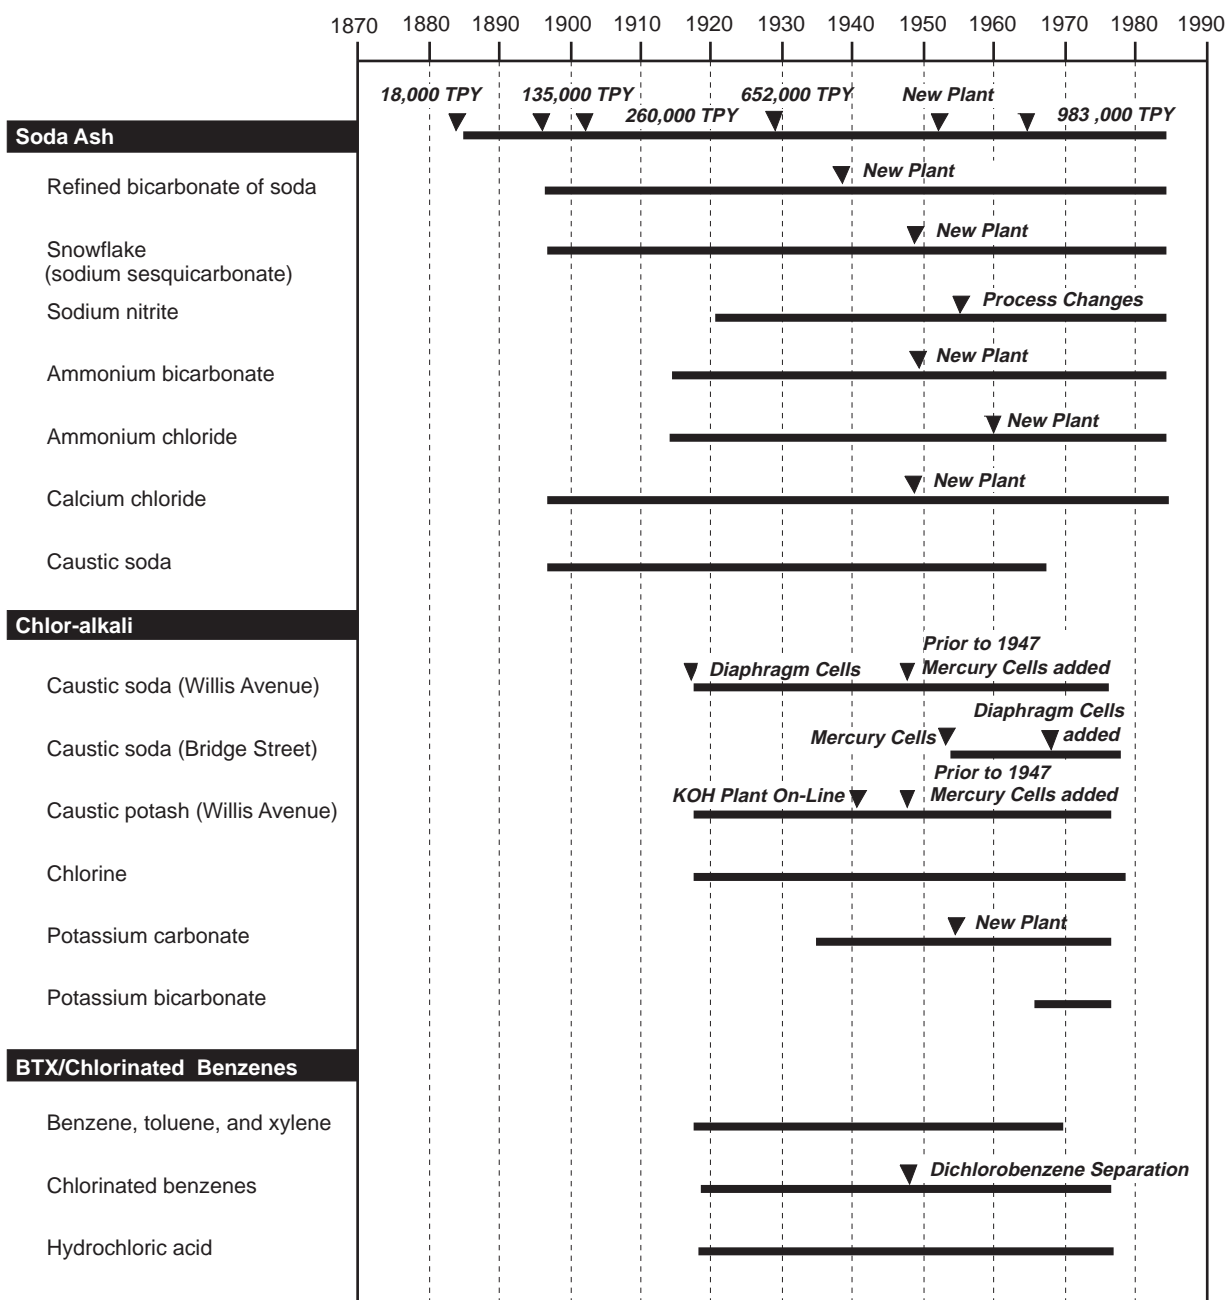 1870 1880 1890 1900 1910 1920 1930 1940 1950 1960 1970 1980 1990
18,000 TPY 135,000 TPY 652,000 TPY New Plant
260,000 TPY 983 ,000 TPY
Soda Ash
Refined bicarbonate of soda New Plant
Snowflake New Plant
(sodium sesquicarbonate)
Sodium nitrite Process Changes
Ammonium bicarbonate New Plant
Ammonium chloride New Plant
Calcium chloride New Plant
Caustic soda
Chlor-alkali
Prior to 1947
Diaphragm Cells Mercury Cells added
Caustic soda (Willis Avenue)
Diaphragm Cells
Mercury Cells added
Caustic soda (Bridge Street)
Prior to 1947
KOH Plant On-Line Mercury Cells added
Caustic potash (Willis Avenue)
Chlorine
Potassium carbonate New Plant
Potassium bicarbonate
BTX/Chlorinated Benzenes
Benzene, toluene, and xylene
Dichlorobenzene Separation
Chlorinated benzenes
Hydrochloric acid